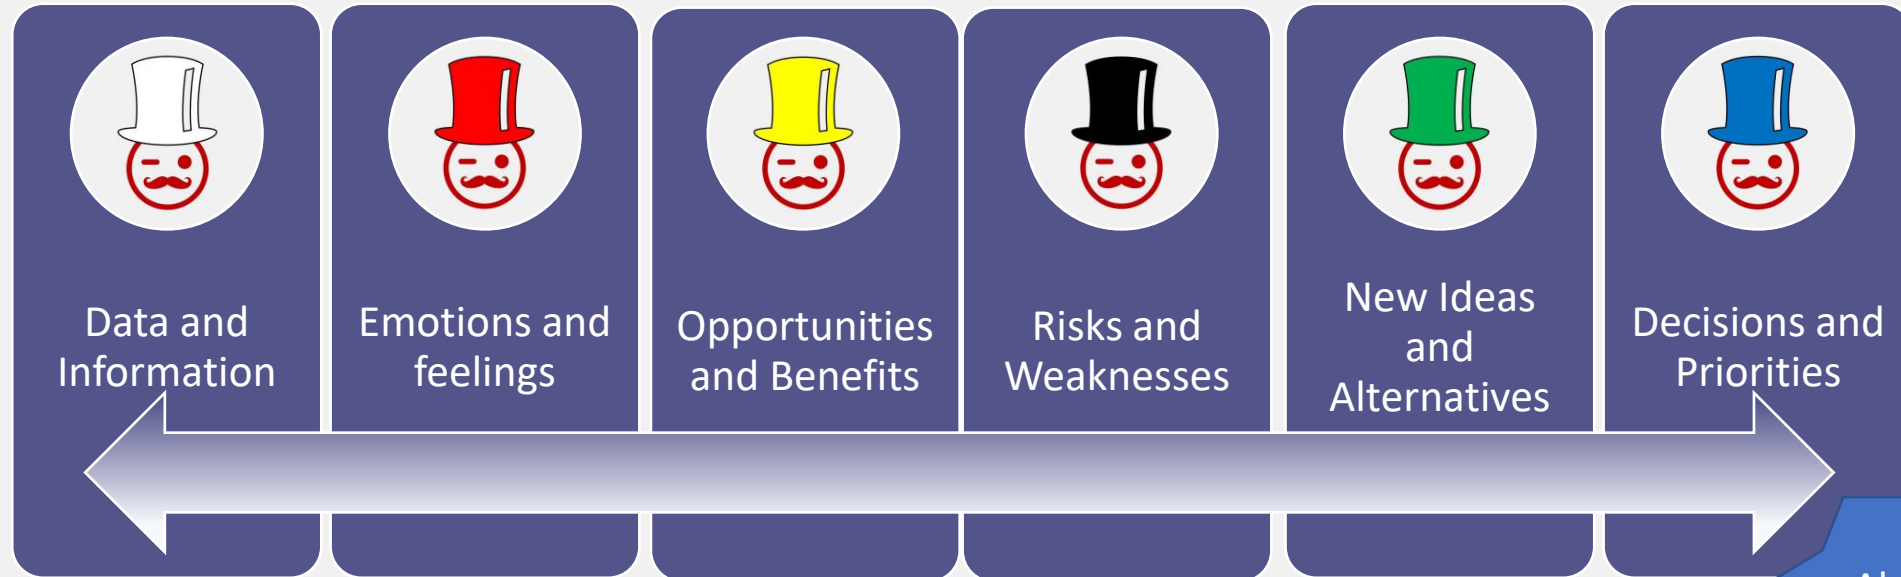 Data and
Information
Emotions and
feelings
Opportunities
and Benefits
Risks and
Weaknesses
New Ideas
and
Alternatives
Decisions and
Priorities